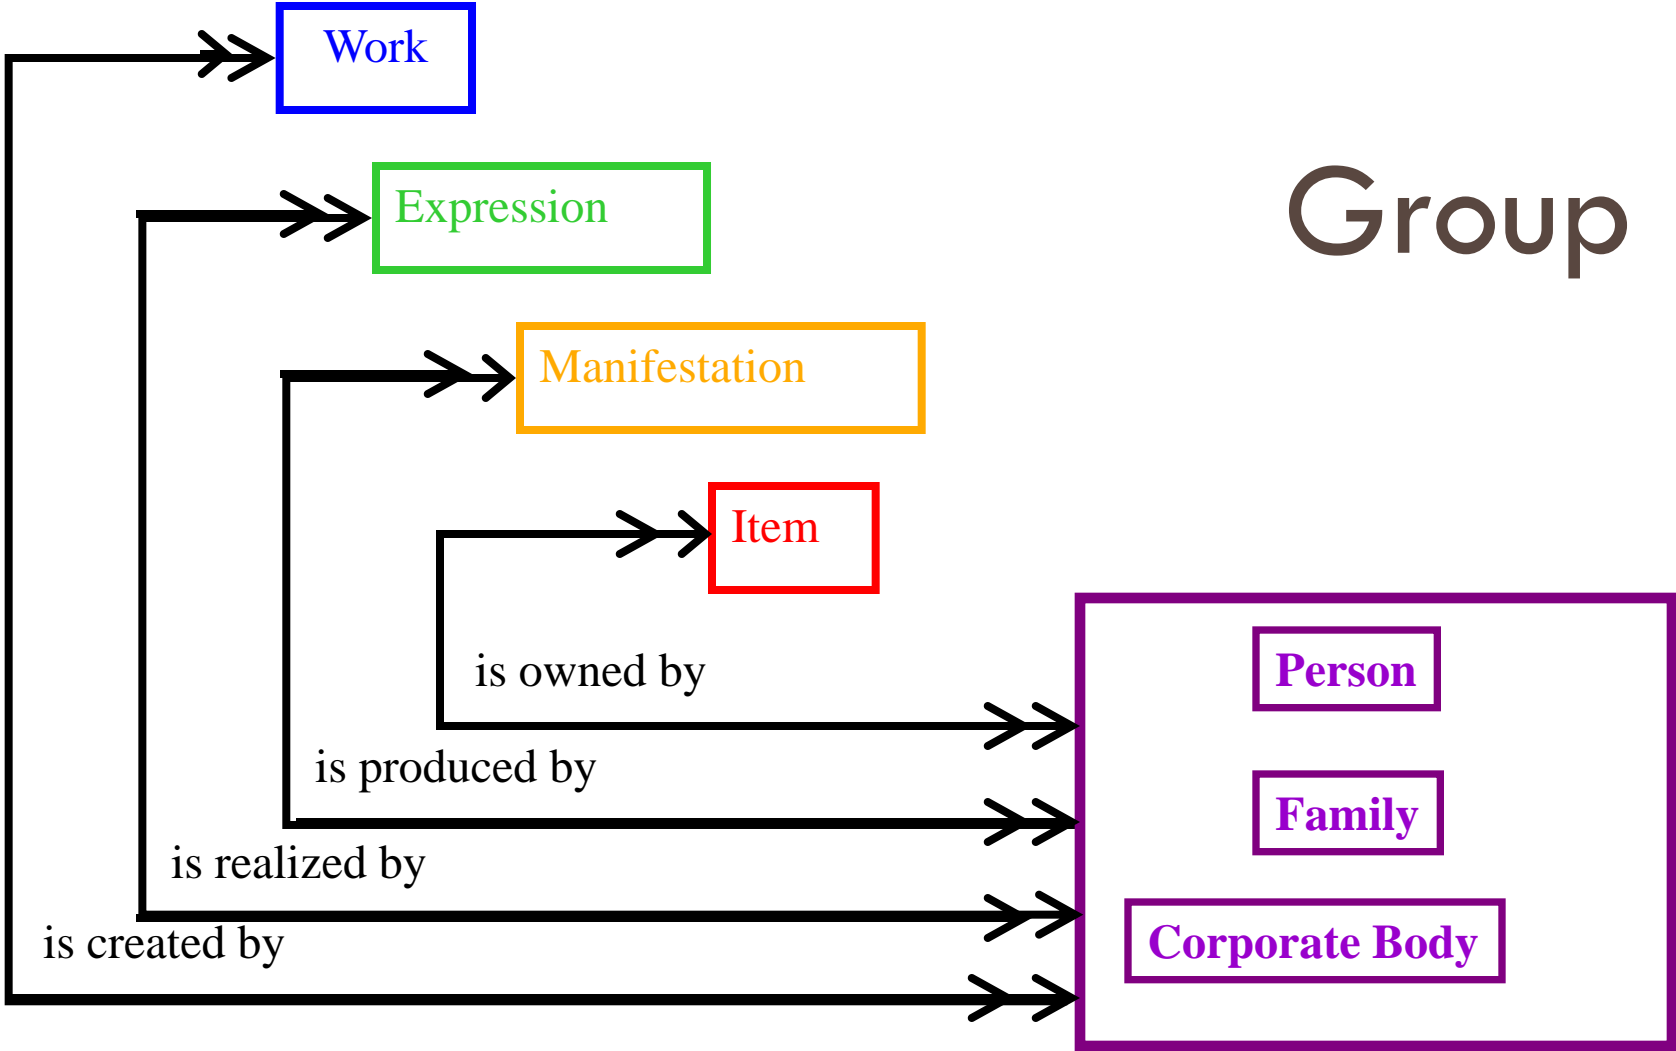 Work
Expression
Group
Manifestation
Item
is owned by
Person
is produced by
Family
is realized by
is created by
Corporate Body